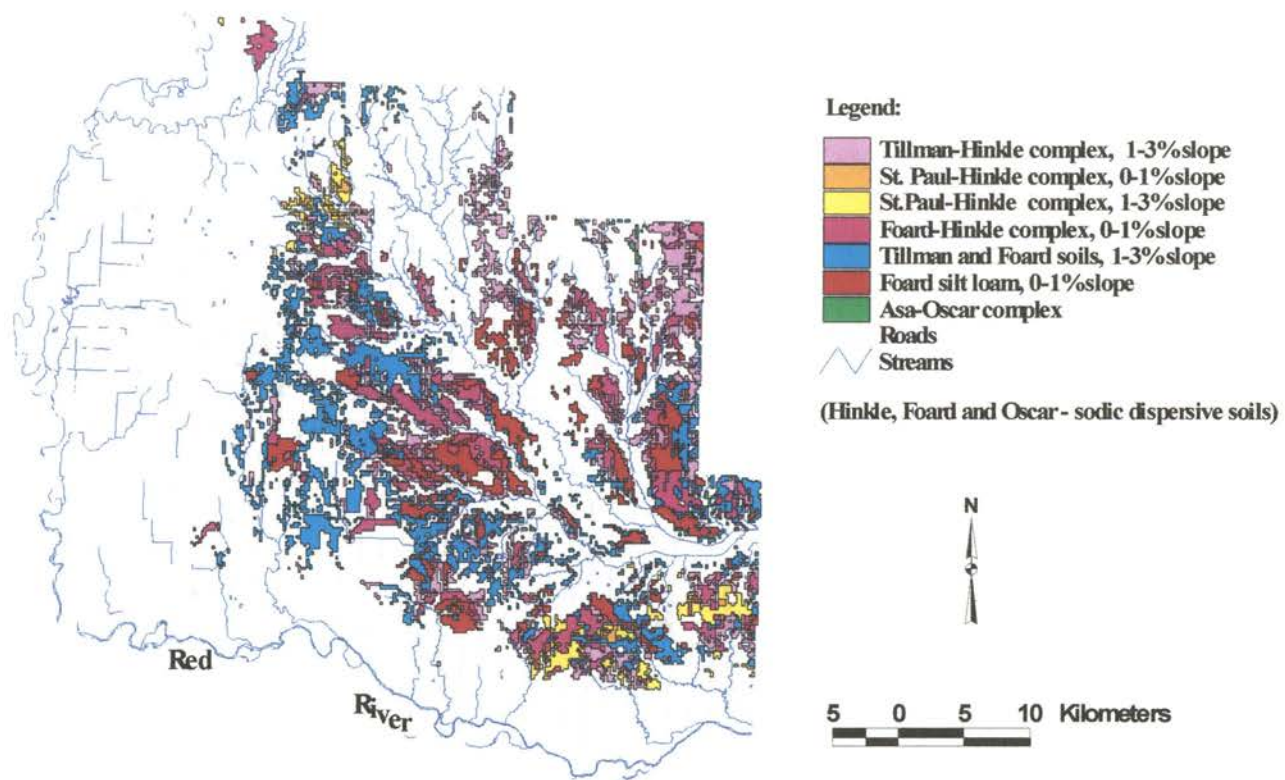 Legend:
Tillman-Hinkle complex, 1-3%slope
St. Paul-Hinkle complex, 0-1%slope
St.Paul-Hinkle complex, 1-3%slope
Foard-Hinkle complex, 0-1%slope
Tillman and Foard soils, 1-3%slope
Foard silt loam, 0-1%slope
Asa-Oscar complex
Roads
Streams
(Hinkle, Foard and Oscar - sodic dispersive soils)
N
Red
River
5 0 5 10 Kilometers